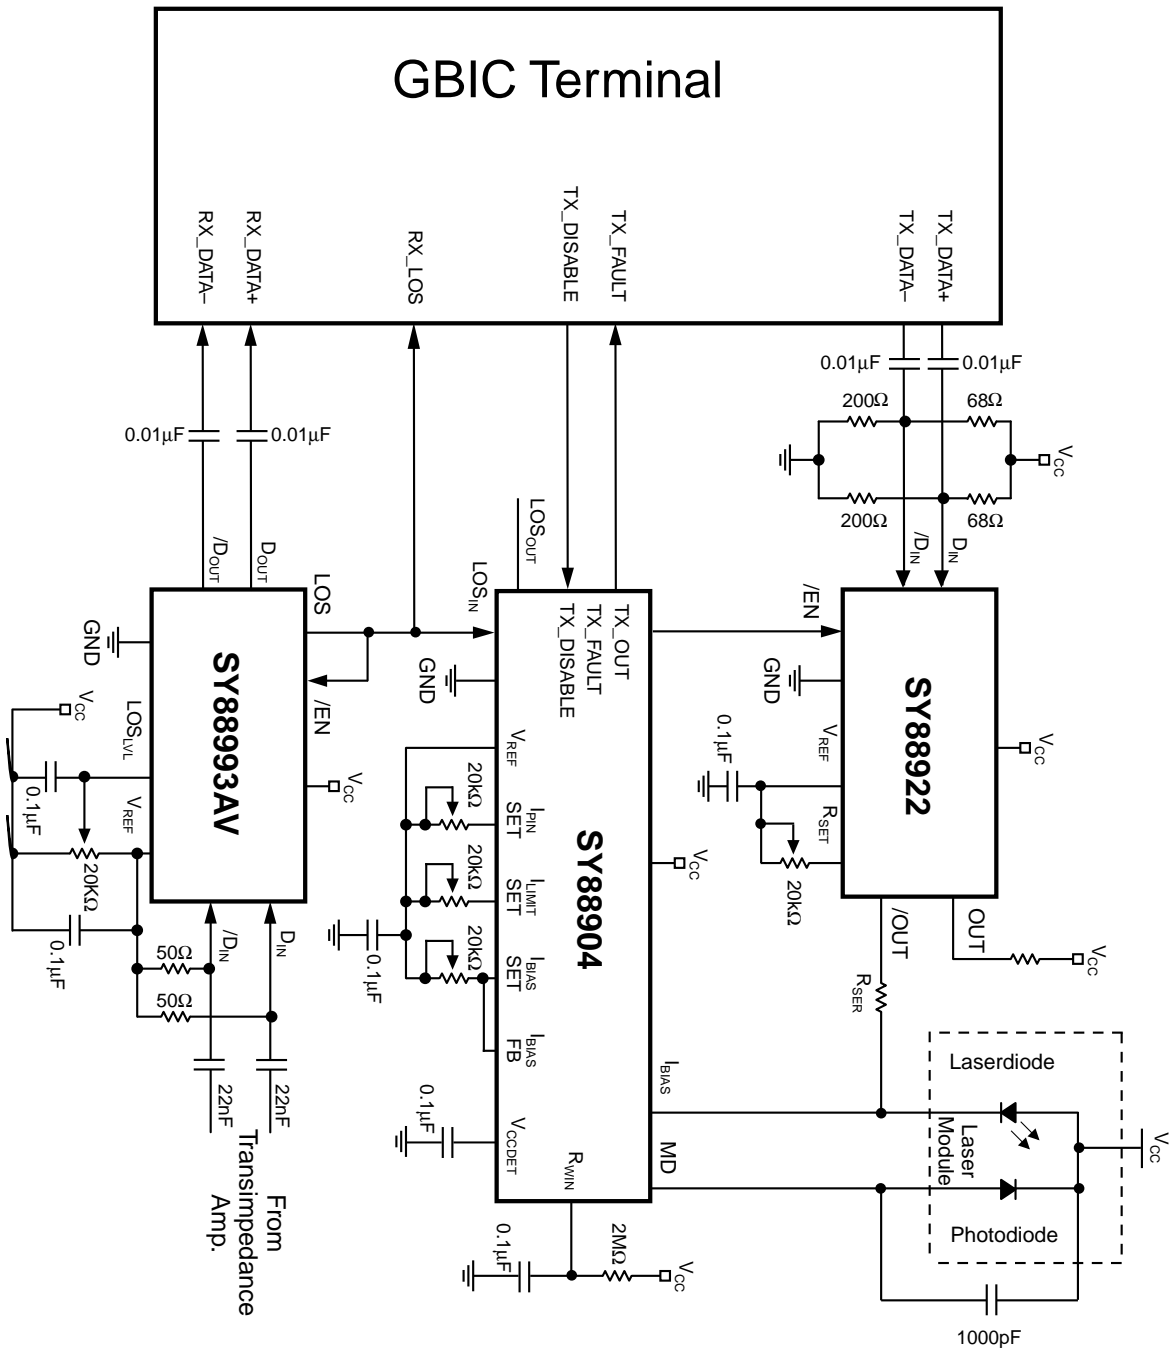 GBIC Terminal
RX_DATA–
RX_DATA+
RX_LOS
TX_DISABLE
TX_FAULT
TX_DATA–
TX_DATA+
0.01µF
0.01µF
200Ω
68Ω
VCC
200Ω
68Ω
/DIN
DIN
0.01µF
0.01µF
/DOUT
DOUT
LOS
GND
SY88993AV
/EN
VCC
LOSLVL
VCC
VREF
0.1µF
20KΩ
0.1µF
/DIN
DIN
50Ω
50Ω
22nF
22nF
From
Transimpedance
Amp.
LOSOUT
LOSIN
GND
TX_DISABLE
TX_FAULT
TX_OUT
SY88904
VCC
VREF
20kΩ
IPIN
SET
20kΩ
ILIMIT
SET
20kΩ
IBIAS
SET
0.1µF
IBIAS
FB
0.1µF
VCCDET
RWIN
0.1µF
2MΩ
VCC
IBIAS
MD
/EN
GND
SY88922
VCC
VREF
0.1µF
RSET
20kΩ
/OUT
OUT
VCC
RSER
Laserdiode
Laser
Module
Photodiode
VCC
1000pF